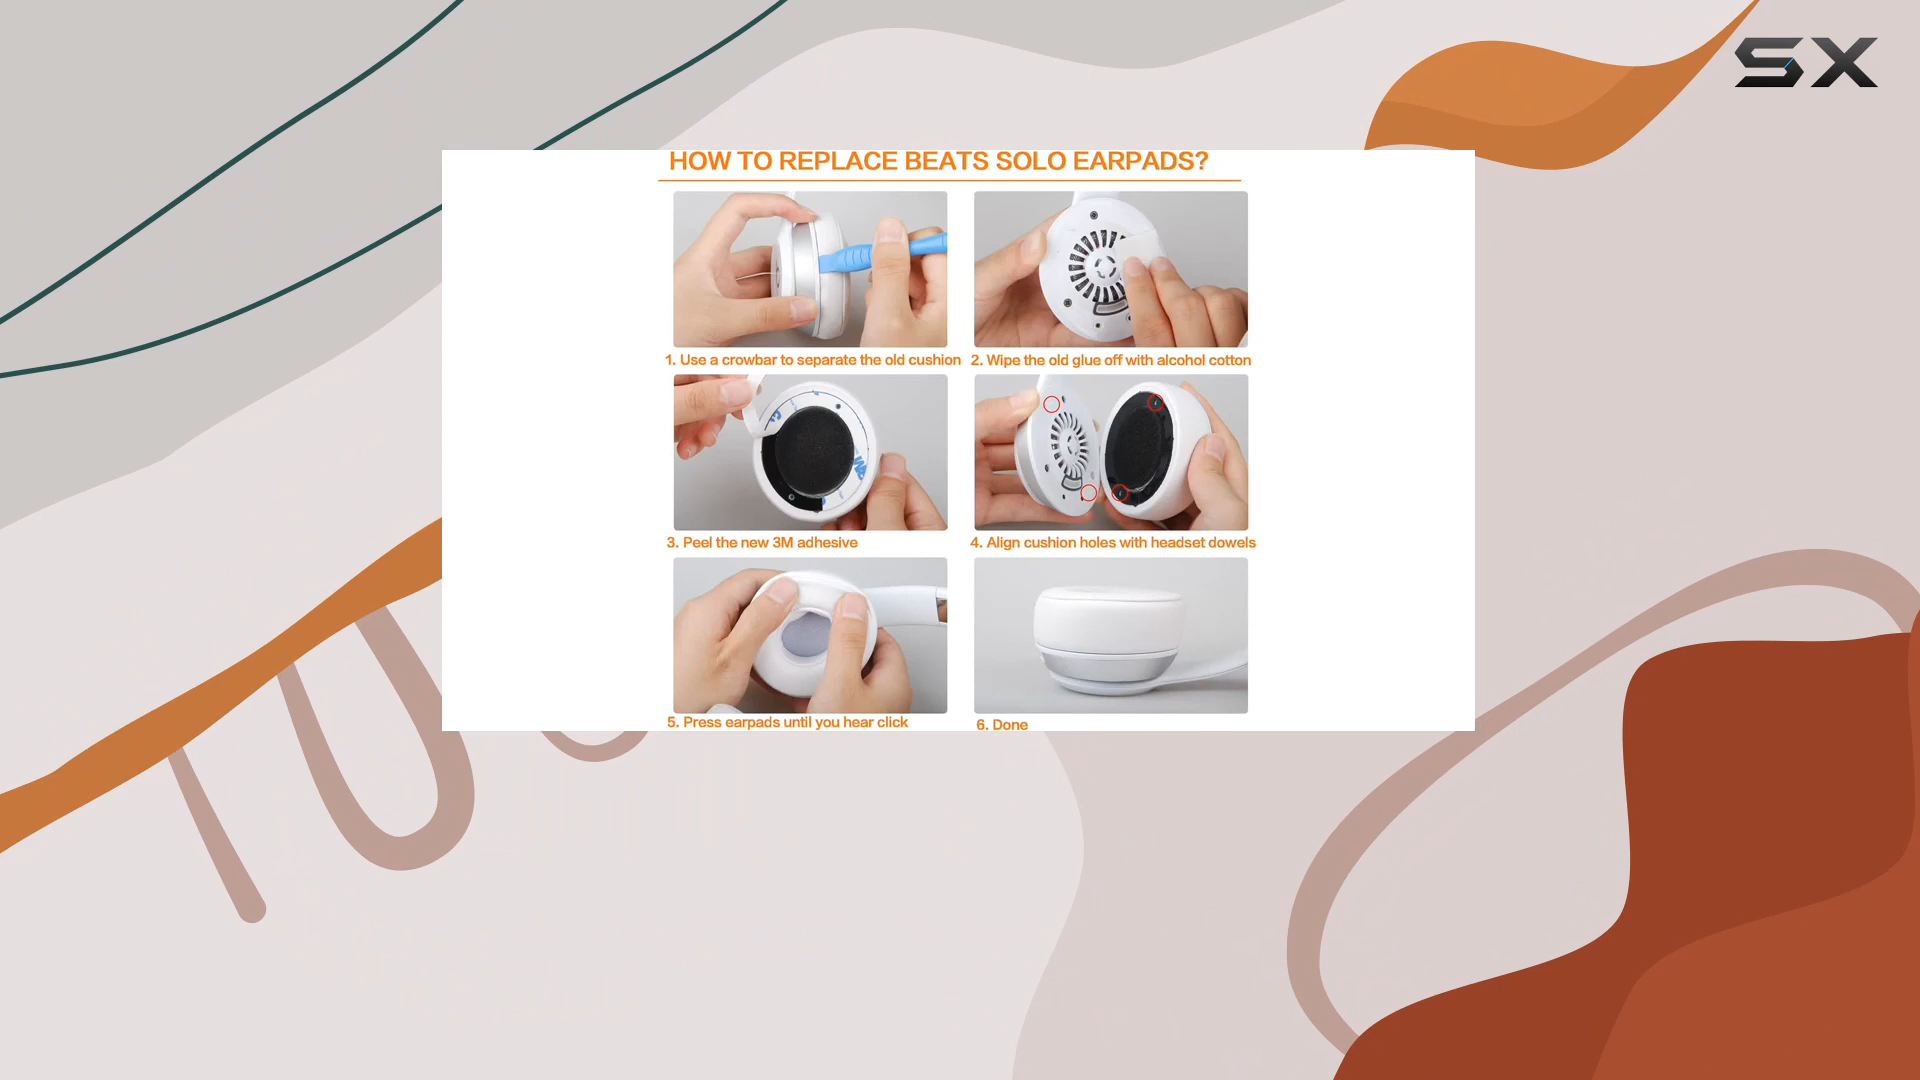 SX
HOW TO REPLACE BEATS SOLO EARPADS?
1. Use a crowbar to separate the old cushion
2. Wipe the old glue off with alcohol cotton
3M
3. Peel the new 3M adhesive
4. Align cushion holes with headset dowels
5. Press earpads until you hear click
6. Done